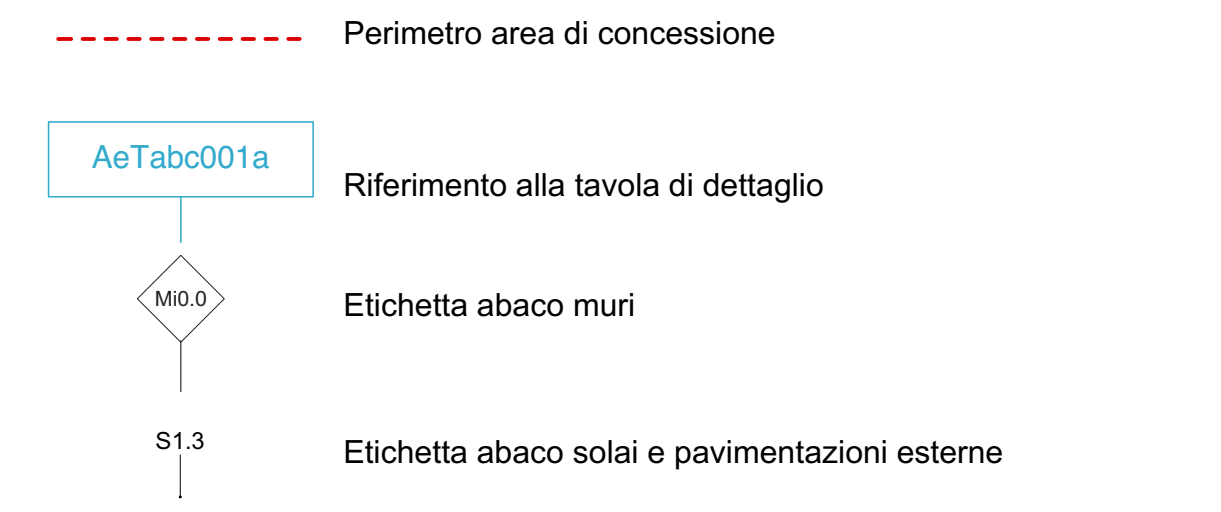 Perimetro area di concessione
AeTabc001a
Riferimento alla tavola di dettaglio
Mi0.0
Etichetta abaco muri
S1.3
Etichetta abaco solai e pavimentazioni esterne